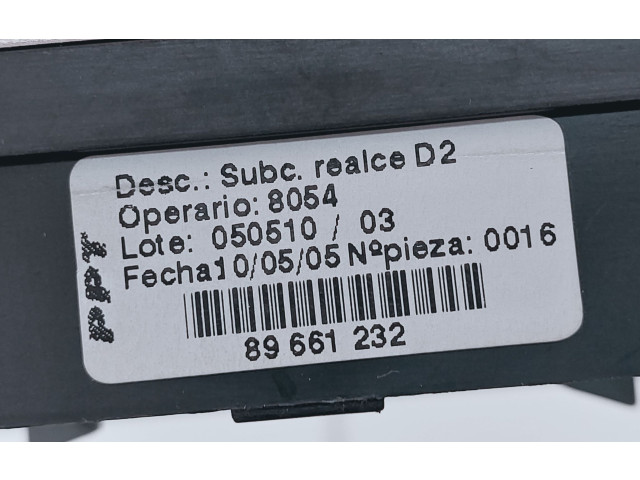 Desc.: Subc. realce D2
Operario: 8054
Lote: 050510 / 03
Fecha10/05/05 Nºpieza: 0016
89 661 232